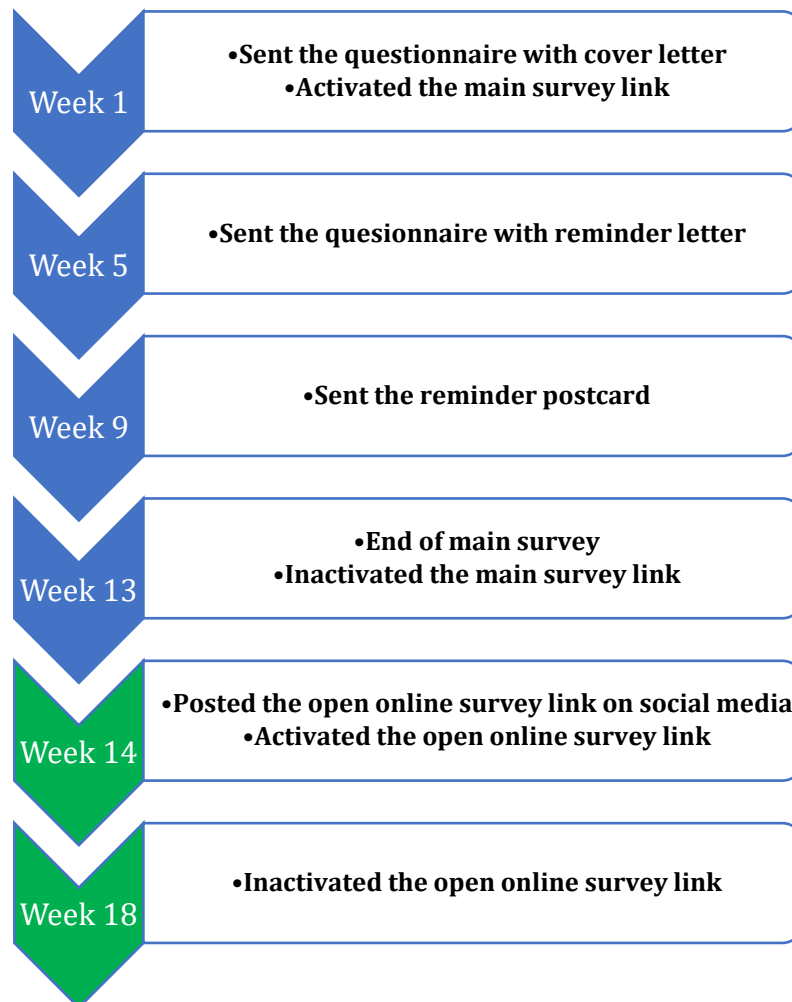 Week 1
•Sent the questionnaire with cover letter
•Activated the main survey link
Week 5
•Sent the quesionnaire with reminder letter
Week 9
•Sent the reminder postcard
Week 13
•End of main survey
•Inactivated the main survey link
Week 14
•Posted the open online survey link on social media
•Activated the open online survey link
Week 18
•Inactivated the open online survey link